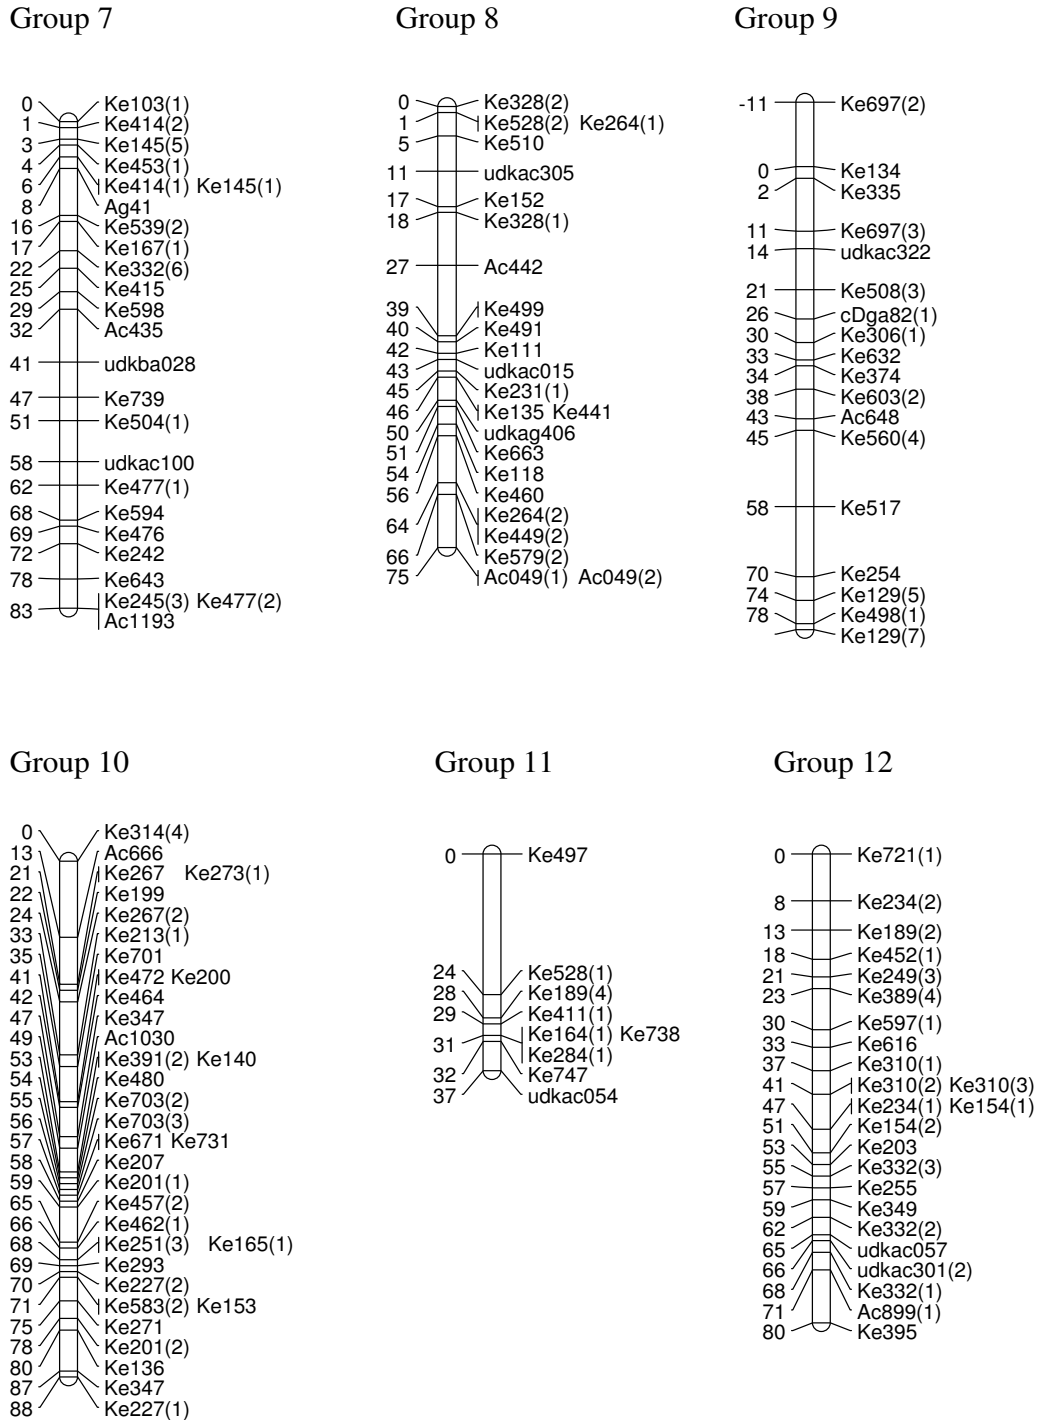 Group 7
0 Ke103(1)
1 Ke414(2)
3 Ke145(5)
4 Ke453(1)
6 Ke414(1) Ke145(1)
8 Ag41
16 Ke539(2)
17 Ke167(1)
22 Ke332(6)
25 Ke415
29 Ke598
32 Ac435
41 udkba028
47 Ke739
51 Ke504(1)
58 udkac100
62 Ke477(1)
68 Ke594
69 Ke476
72 Ke242
78 Ke643
83 Ke245(3) Ke477(2)
Ac1193
Group 8
0 Ke328(2)
1 Ke528(2) Ke264(1)
5 Ke510
11 udkac305
17 Ke152
18 Ke328(1)
27 Ac442
39 Ke499
40 Ke491
42 Ke111
43 udkac015
45 Ke231(1)
46 Ke135 Ke441
50 udkag406
51 Ke663
54 Ke118
56 Ke460
64 Ke264(2)
Ke449(2)
66 Ke579(2)
75 Ac049(1) Ac049(2)
Group 9
-11 Ke697(2)
0 Ke134
2 Ke335
11 Ke697(3)
14 udkac322
21 Ke508(3)
26 cDga82(1)
30 Ke306(1)
33 Ke632
34 Ke374
38 Ke603(2)
43 Ac648
45 Ke560(4)
58 Ke517
70 Ke254
74 Ke129(5)
78 Ke498(1)
Ke129(7)
Group 10
0 Ke314(4)
13 Ac666
21 Ke267 Ke273(1)
22 Ke199
24 Ke267(2)
33 Ke213(1)
35 Ke701
41 Ke472 Ke200
42 Ke464
47 Ke347
49 Ac1030
53 Ke391(2) Ke140
54 Ke480
55 Ke703(2)
56 Ke703(3)
57 Ke671 Ke731
58 Ke207
59 Ke201(1)
65 Ke457(2)
66 Ke462(1)
68 Ke251(3) Ke165(1)
69 Ke293
70 Ke227(2)
71 Ke583(2) Ke153
75 Ke271
78 Ke201(2)
80 Ke136
87 Ke347
88 Ke227(1)
Group 11
0 Ke497
24 Ke528(1)
28 Ke189(4)
29 Ke411(1)
31 Ke164(1) Ke738
Ke284(1)
32 Ke747
37 udkac054
Group 12
0 Ke721(1)
8 Ke234(2)
13 Ke189(2)
18 Ke452(1)
21 Ke249(3)
23 Ke389(4)
30 Ke597(1)
33 Ke616
37 Ke310(1)
41 Ke310(2) Ke310(3)
47 Ke234(1) Ke154(1)
51 Ke154(2)
53 Ke203
55 Ke332(3)
57 Ke255
59 Ke349
62 Ke332(2)
65 udkac057
66 udkac301(2)
68 Ke332(1)
71 Ac899(1)
80 Ke395